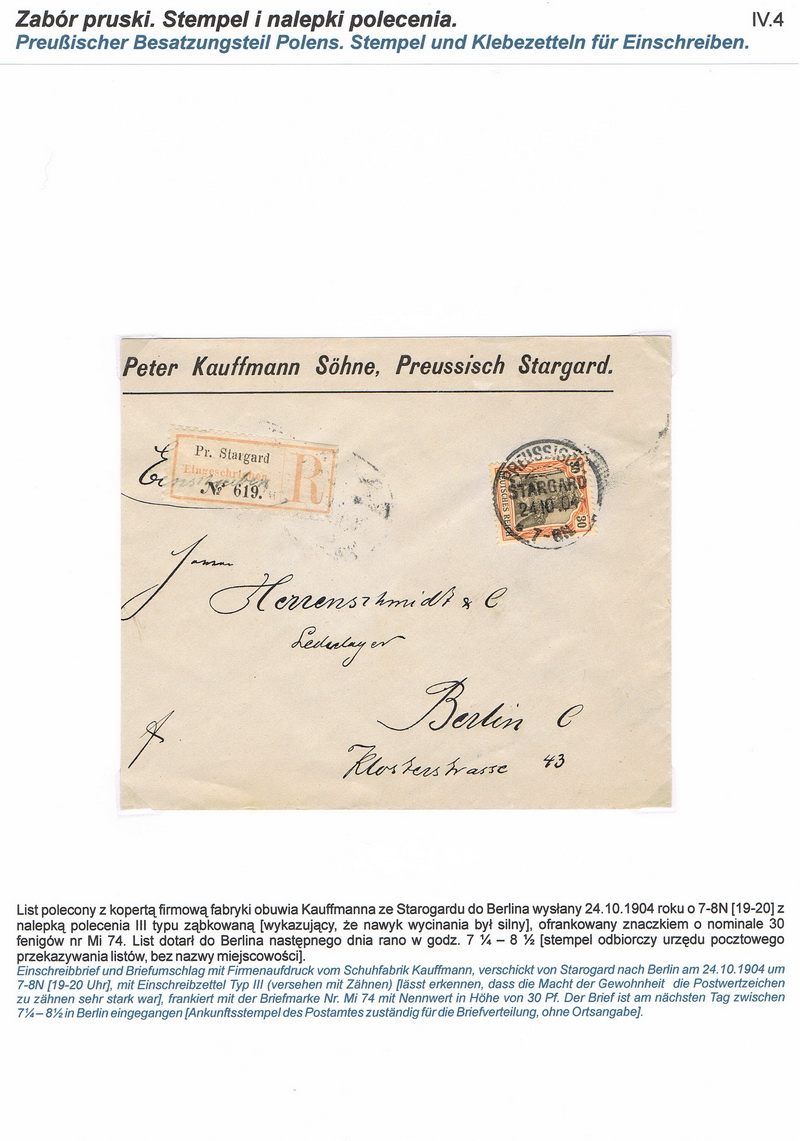 Zabór pruski. Stempel i nalepki polecenia.
IV.4
Preußischer Besatzungsteil Polens. Stempel und Klebezetteln für Einschreiben.
Peter Kauffmann Söhne, Preussisch Stargard.
Pr. Stargard
Eingeschrieben
№ 619.
R
PREUSSISCH
STARGARD
24.10.04
7-8N
DEUTSCHES REICH
30
Herrenschmidt & C
Lederlager
Berlin C
Klosterstrasse 43
List polecony z kopertą firmową fabryki obuwia Kauffmanna ze Starogardu do Berlina wysłany 24.10.1904 roku o 7-8N [19-20] z
nalepką polecenia III typu ząbkowaną [wykazujący, że nawyk wycinania był silny], ofrankowany znaczkiem o nominale 30
fenigów nr Mi 74. List dotarł do Berlina następnego dnia rano w godz. 7 ¼ – 8 ½ [stempel odbiorczy urzędu pocztowego
przekazywania listów, bez nazwy miejscowości].
Einschreibbrief und Briefumschlag mit Firmenaufdruck vom Schuhfabrik Kauffmann, verschickt von Starogard nach Berlin am 24.10.1904 um
7-8N [19-20 Uhr], mit Einschreibzettel Typ III (versehen mit Zähnen) [lässt erkennen, dass die Macht der Gewohnheit die Postwertzeichen
zu zähnen sehr stark war], frankiert mit der Briefmarke Nr. Mi 74 mit Nennwert in Höhe von 30 Pf. Der Brief ist am nächsten Tag zwischen
7¼ – 8½ in Berlin eingegangen [Ankunftsstempel des Postamtes zuständig für die Briefverteilung, ohne Ortsangabe].